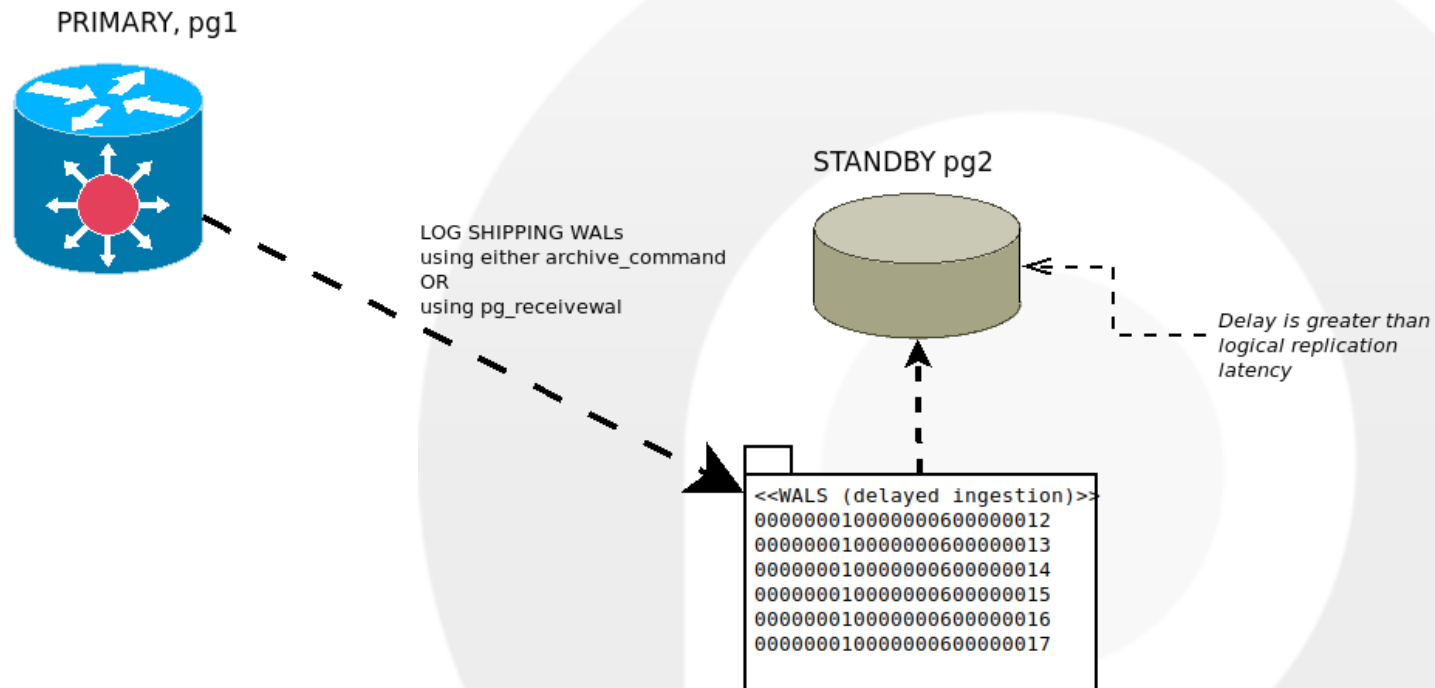 PRIMARY, pg1
STANDBY pg2
LOG SHIPPING WALs
using either archive_command
OR
using pg_receivewal
Delay is greater than
logical replication
latency
<<WALS (delayed ingestion)>>
000000010000000600000012
000000010000000600000013
000000010000000600000014
000000010000000600000015
000000010000000600000016
000000010000000600000017